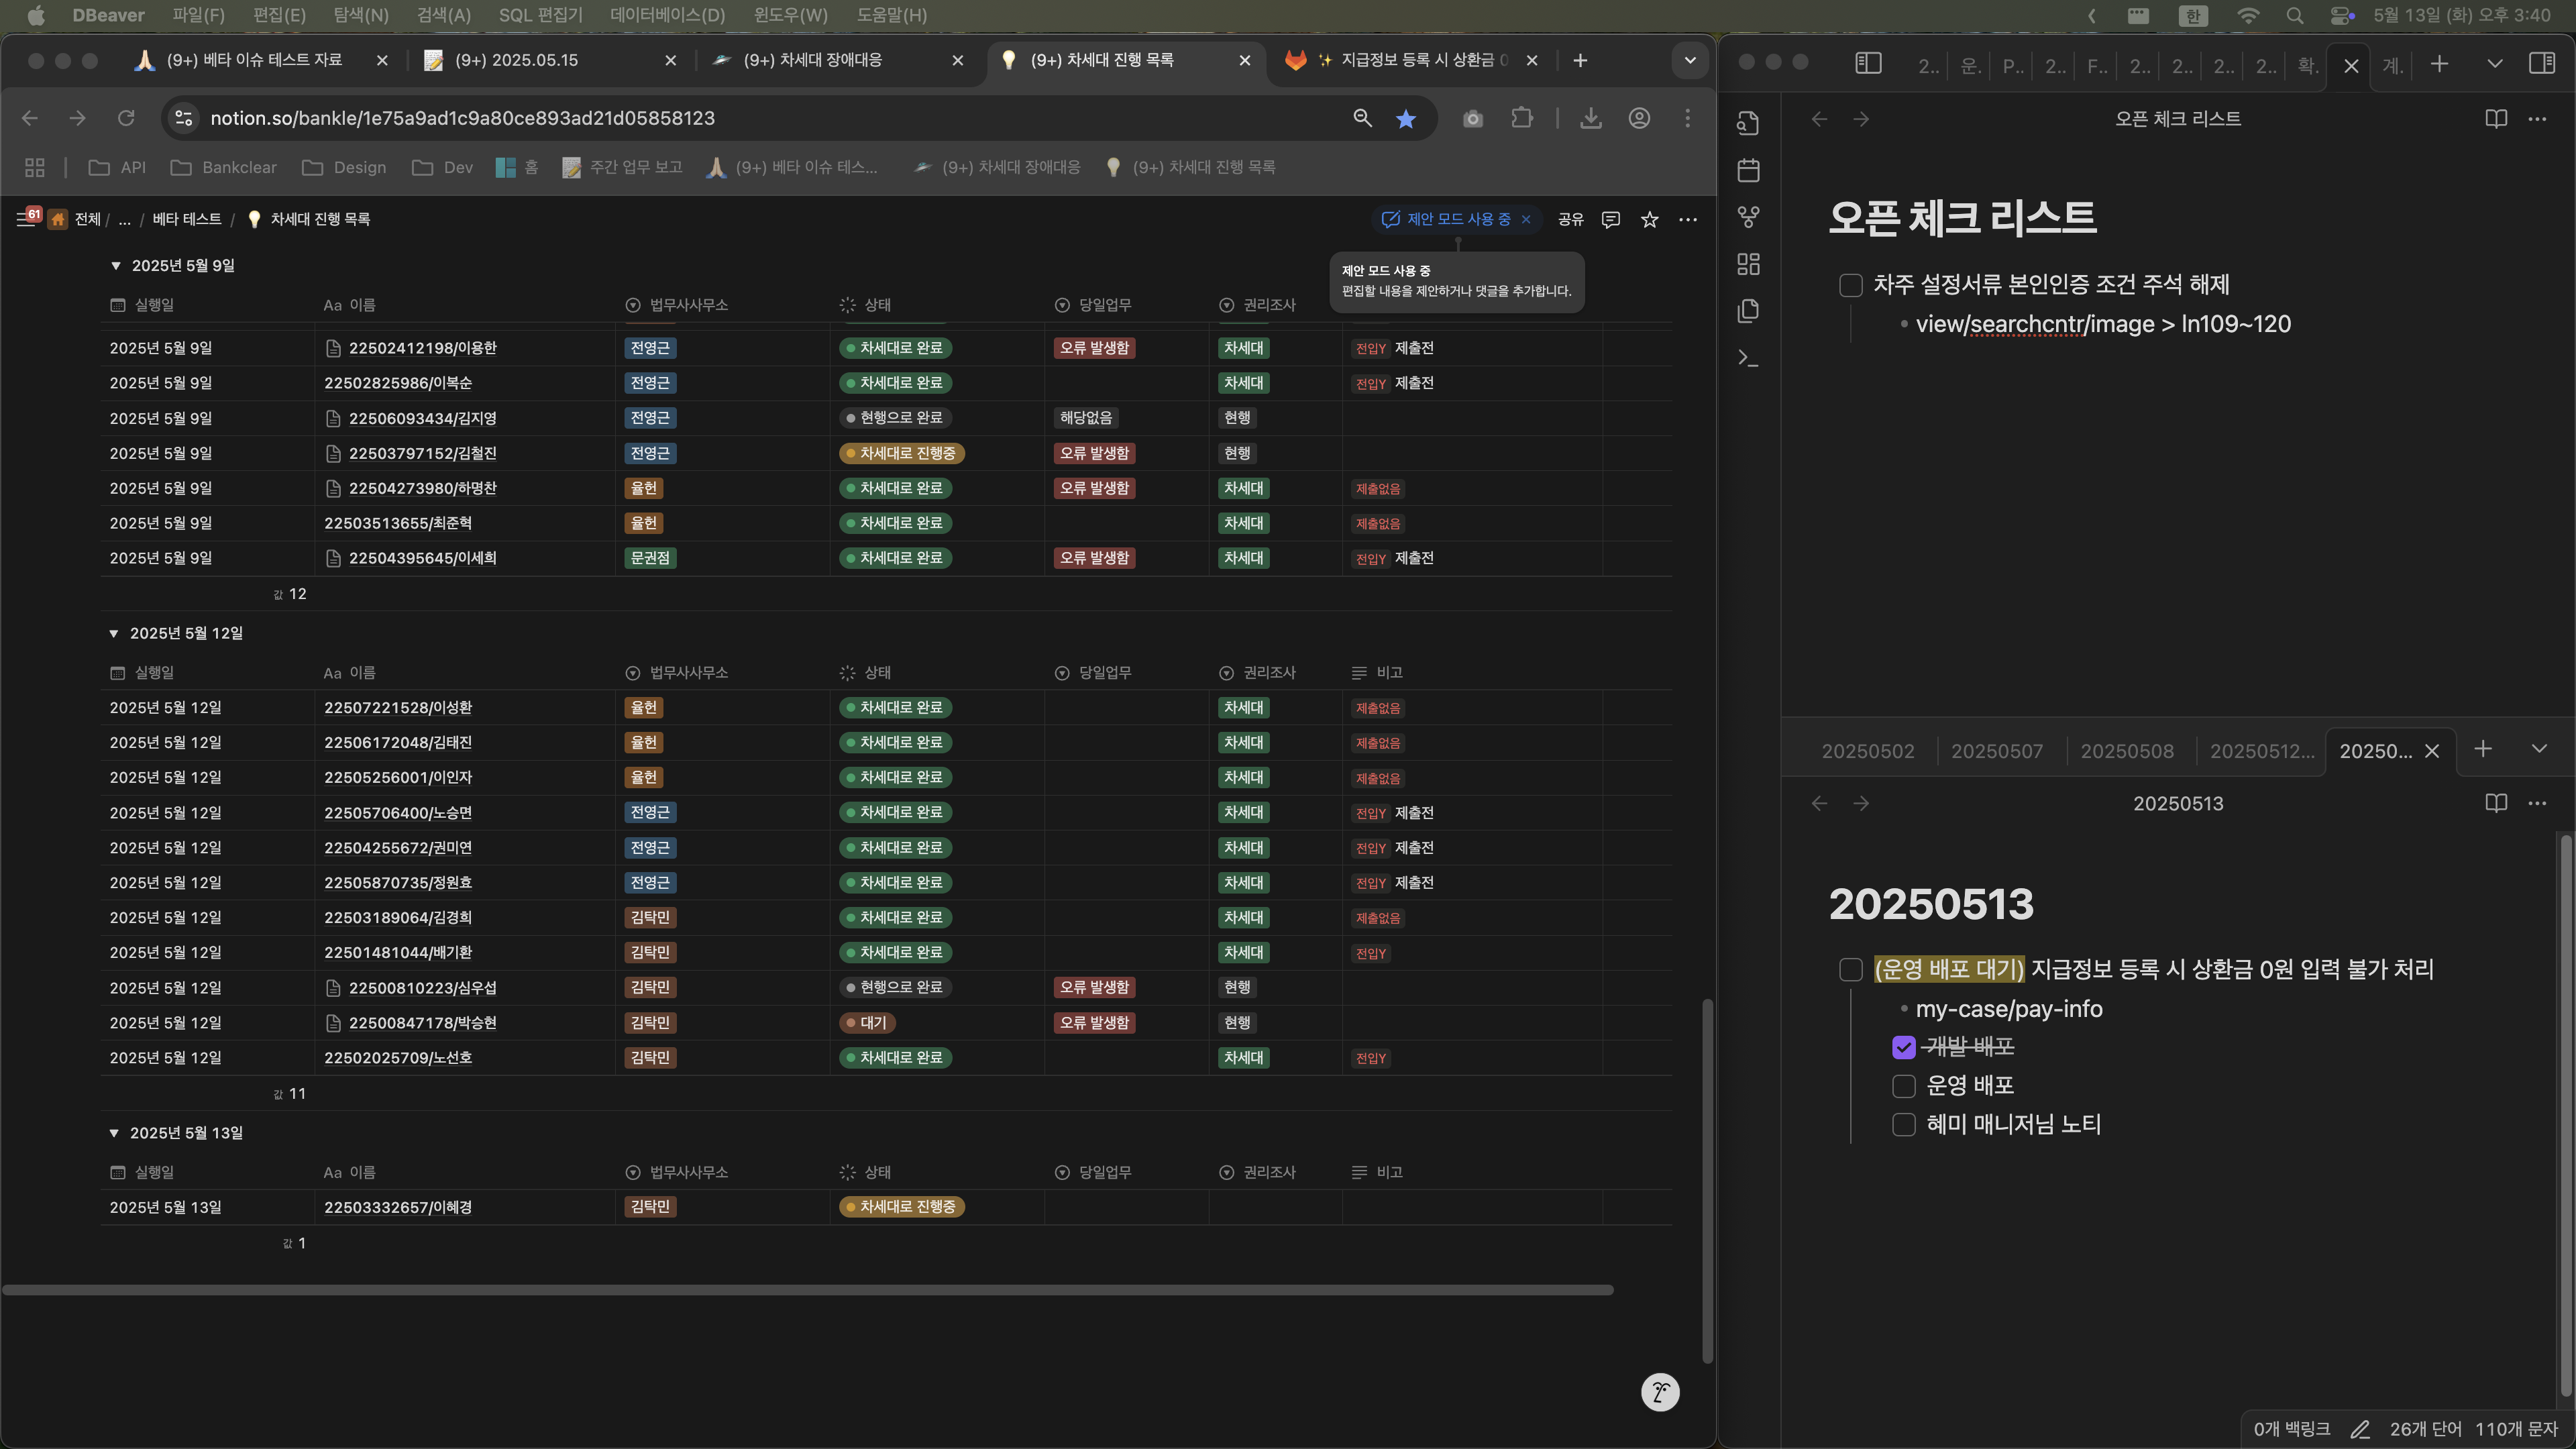 DBeaver 파일(F) 편집(E) 탐색(N) 검색(A) SQL 편집기 데이터베이스(D) 윈도우(W) 도움말(H) 한 5월 13일 (화) 오후 3:40
(9+) 베타 이슈 테스트 자료 (9+) 2025.05.15 (9+) 차세대 장애대응 (9+) 차세대 진행 목록 ✨ 지급정보 등록 시 상환금 0
notion.so/bankle/1e75a9ad1c9a80ce893ad21d05858123
API Bankclear Design Dev 홈 주간 업무 보고 (9+) 베타 이슈 테스... (9+) 차세대 장애대응 (9+) 차세대 진행 목록
61 전체 / ... / 베타 테스트 / 차세대 진행 목록 제안 모드 사용 중 공유
제안 모드 사용 중
편집할 내용을 제안하거나 댓글을 추가합니다.
2025년 5월 9일
실행일 Aa 이름 법무사사무소 상태 당일업무 권리조사
2025년 5월 9일 22502412198/이용한 전영근 차세대로 완료 오류 발생함 차세대 전입Y 제출전
2025년 5월 9일 22502825986/이복순 전영근 차세대로 완료 차세대 전입Y 제출전
2025년 5월 9일 22506093434/김지영 전영근 현행으로 완료 해당없음 현행
2025년 5월 9일 22503797152/김철진 전영근 차세대로 진행중 오류 발생함 현행
2025년 5월 9일 22504273980/하명찬 율헌 차세대로 완료 오류 발생함 차세대 제출없음
2025년 5월 9일 22503513655/최준혁 율헌 차세대로 완료 차세대 제출없음
2025년 5월 9일 22504395645/이세희 문권점 차세대로 완료 오류 발생함 차세대 전입Y 제출전
값 12
2025년 5월 12일
실행일 Aa 이름 법무사사무소 상태 당일업무 권리조사 비고
2025년 5월 12일 22507221528/이성환 율헌 차세대로 완료 차세대 제출없음
2025년 5월 12일 22506172048/김태진 율헌 차세대로 완료 차세대 제출없음
2025년 5월 12일 22505256001/이인자 율헌 차세대로 완료 차세대 제출없음
2025년 5월 12일 22505706400/노승면 전영근 차세대로 완료 차세대 전입Y 제출전
2025년 5월 12일 22504255672/권미연 전영근 차세대로 완료 차세대 전입Y 제출전
2025년 5월 12일 22505870735/정원효 전영근 차세대로 완료 차세대 전입Y 제출전
2025년 5월 12일 22503189064/김경희 김탁민 차세대로 완료 차세대 제출없음
2025년 5월 12일 22501481044/배기환 김탁민 차세대로 완료 차세대 전입Y
2025년 5월 12일 22500810223/심우섭 김탁민 현행으로 완료 오류 발생함 현행
2025년 5월 12일 22500847178/박승현 김탁민 대기 오류 발생함 현행
2025년 5월 12일 22502025709/노선호 김탁민 차세대로 완료 차세대 전입Y
값 11
2025년 5월 13일
실행일 Aa 이름 법무사사무소 상태 당일업무 권리조사 비고
2025년 5월 13일 22503332657/이혜경 김탁민 차세대로 진행중
값 1
2.. 운. P.. 2.. F.. 2.. 2.. 2.. 2.. 확. 계.
오픈 체크 리스트
오픈 체크 리스트
차주 설정서류 본인인증 조건 주석 해제
view/searchcntr/image > ln109~120
20250502 20250507 20250508 20250512... 20250...
20250513
20250513
(운영 배포 대기) 지급정보 등록 시 상환금 0원 입력 불가 처리
my-case/pay-info
개발 배포
운영 배포
혜미 매니저님 노티
0개 백링크 26개 단어 110개 문자